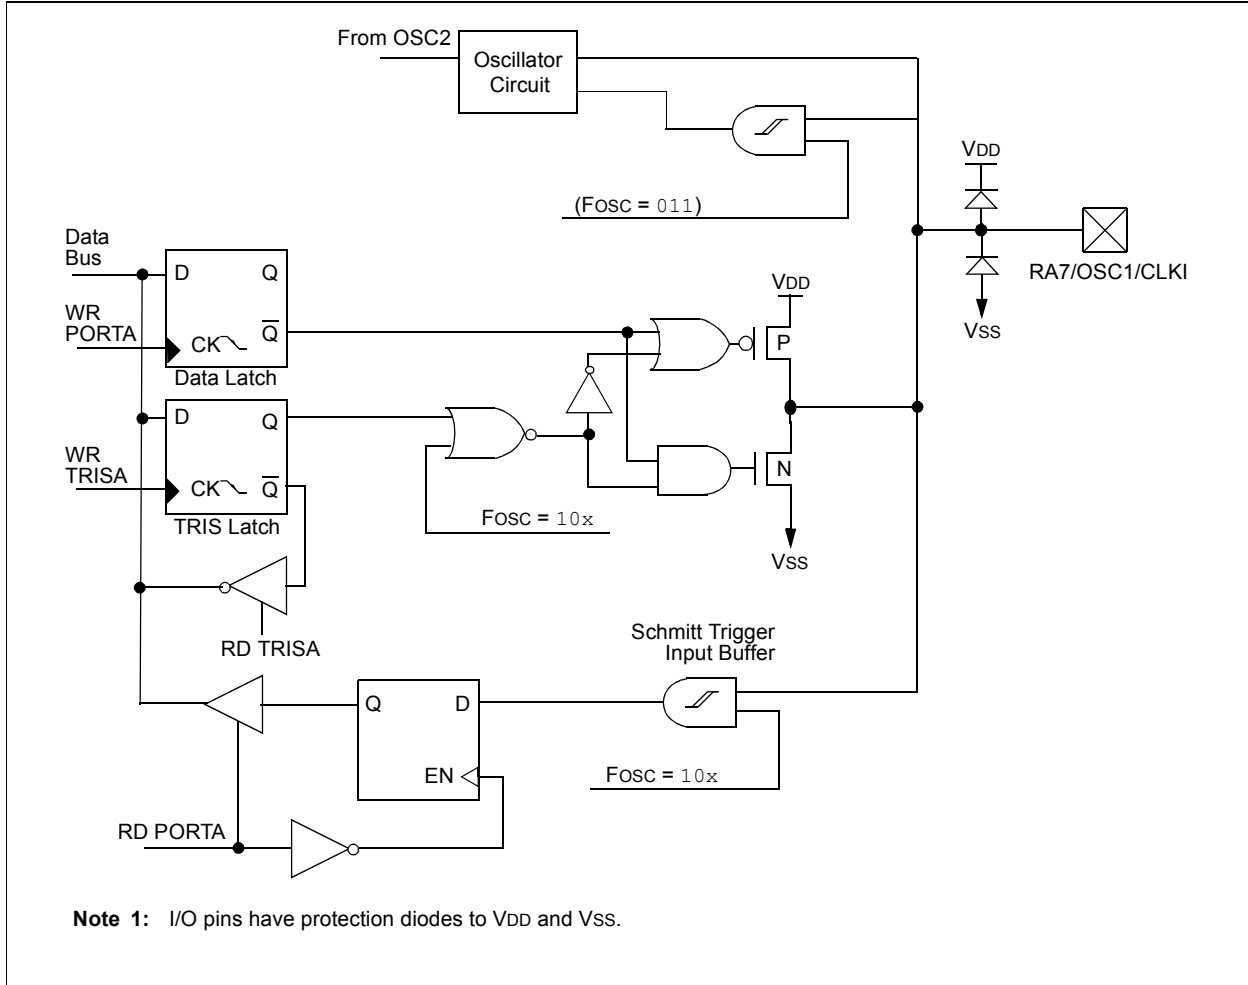 From OSC2
Oscillator
Circuit
VDD
(FOSC = 011)
Data
Bus
D
Q
RA7/OSC1/CLKI
VDD
WR
PORTA
Q
VSS
CK
P
Data Latch
D
Q
WR
TRISA
N
CK
Q
FOSC = 10x
TRIS Latch
VSS
Schmitt Trigger
Input Buffer
RD TRISA
Q
D
EN
FOSC = 10x
RD PORTA
Note 1: I/O pins have protection diodes to VDD and VSS.